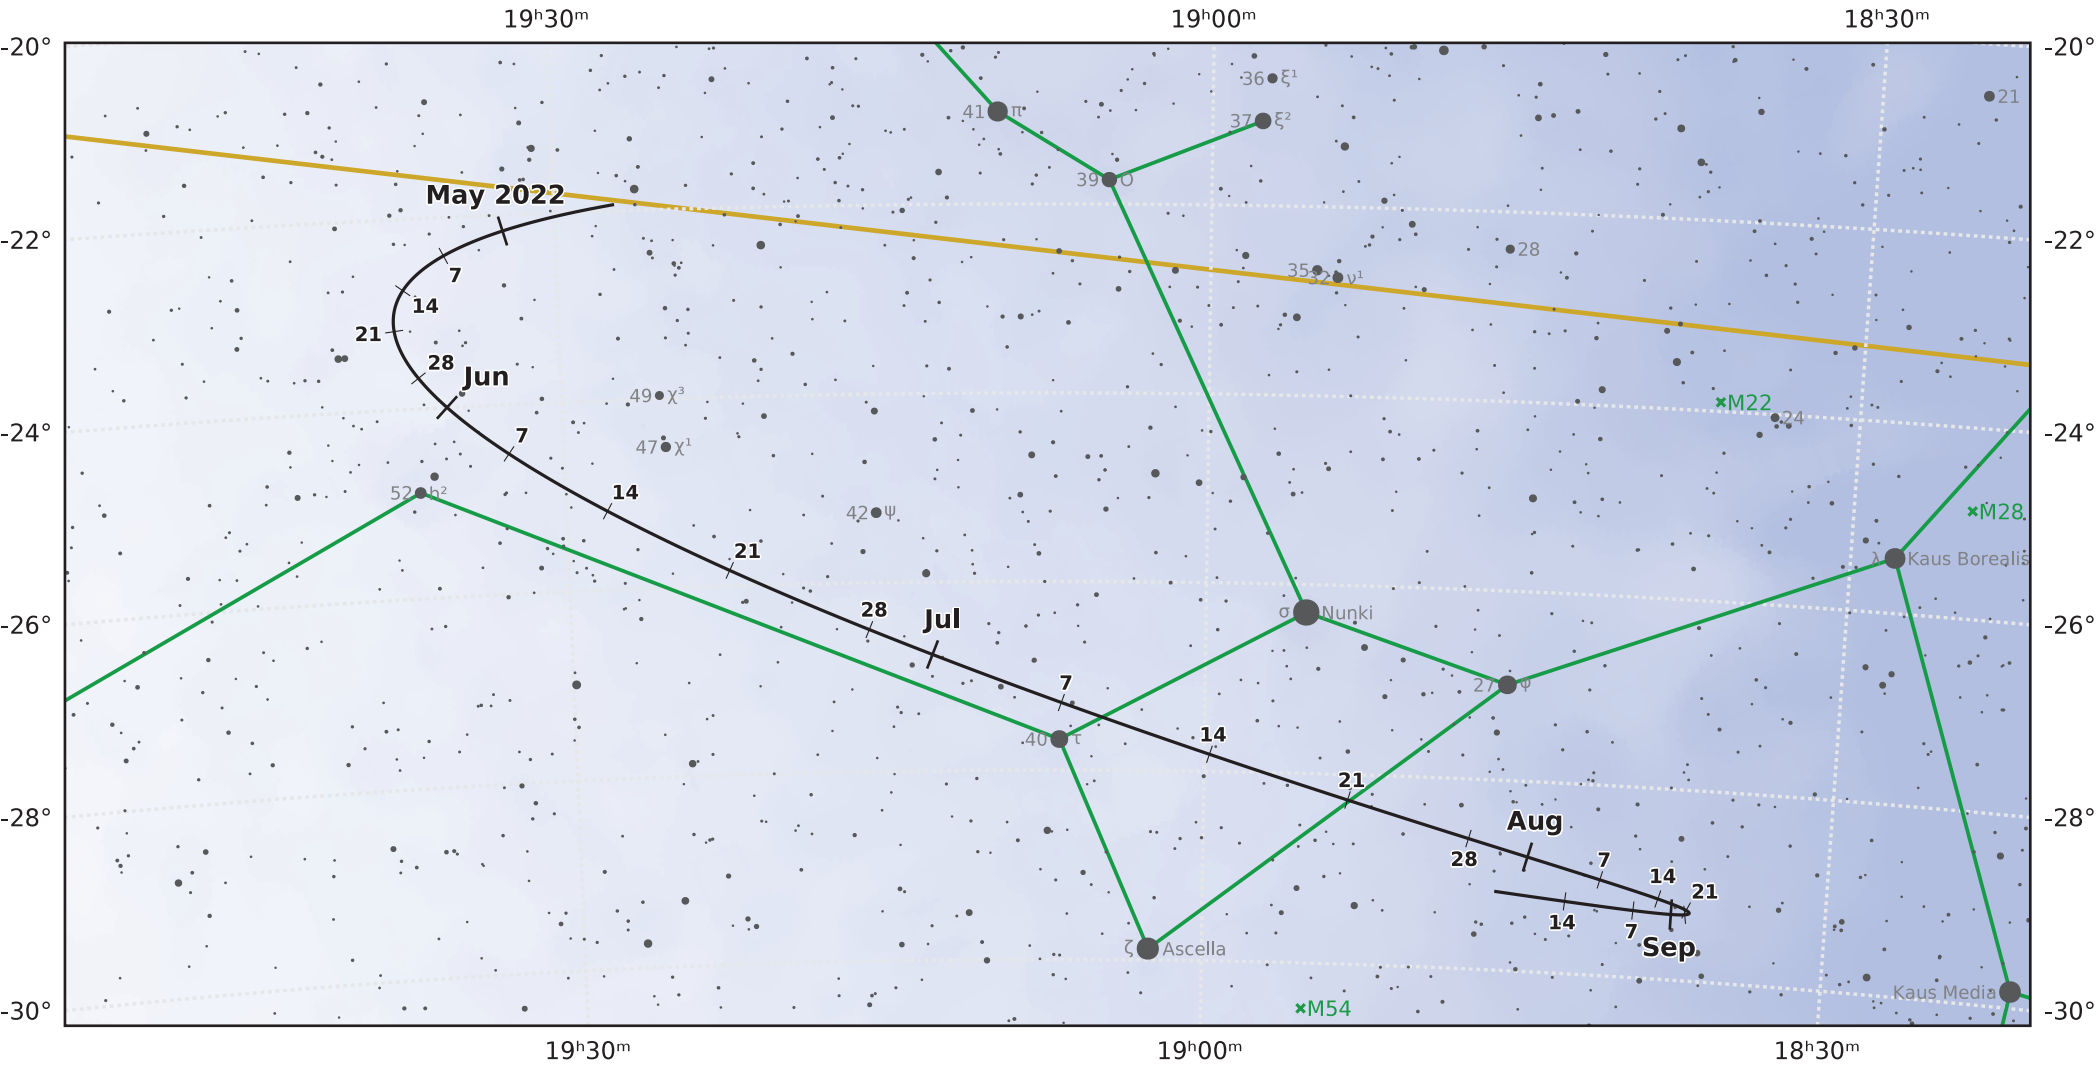 19ʰ30ᵐ 19ʰ00ᵐ 18ʰ30ᵐ
-20° -20°
36 ξ¹
21
41 π
37 ξ²
39 ο
May 2022
-22° -22°
28
7
35
32 ν¹
14
21
28
Jun
49 χ³
M22
24
-24° -24°
7
47 χ¹
52 h²
14
42 ψ
M28
21
λ Kaus Borealis
28
σ Nunki
Jul
-26° -26°
7
27 φ
40 τ
14
21
-28° -28°
Aug
28
7
14
21
14
7
Sep
ζ Ascella
Kaus Media
M54
-30° -30°
19ʰ30ᵐ 19ʰ00ᵐ 18ʰ30ᵐ